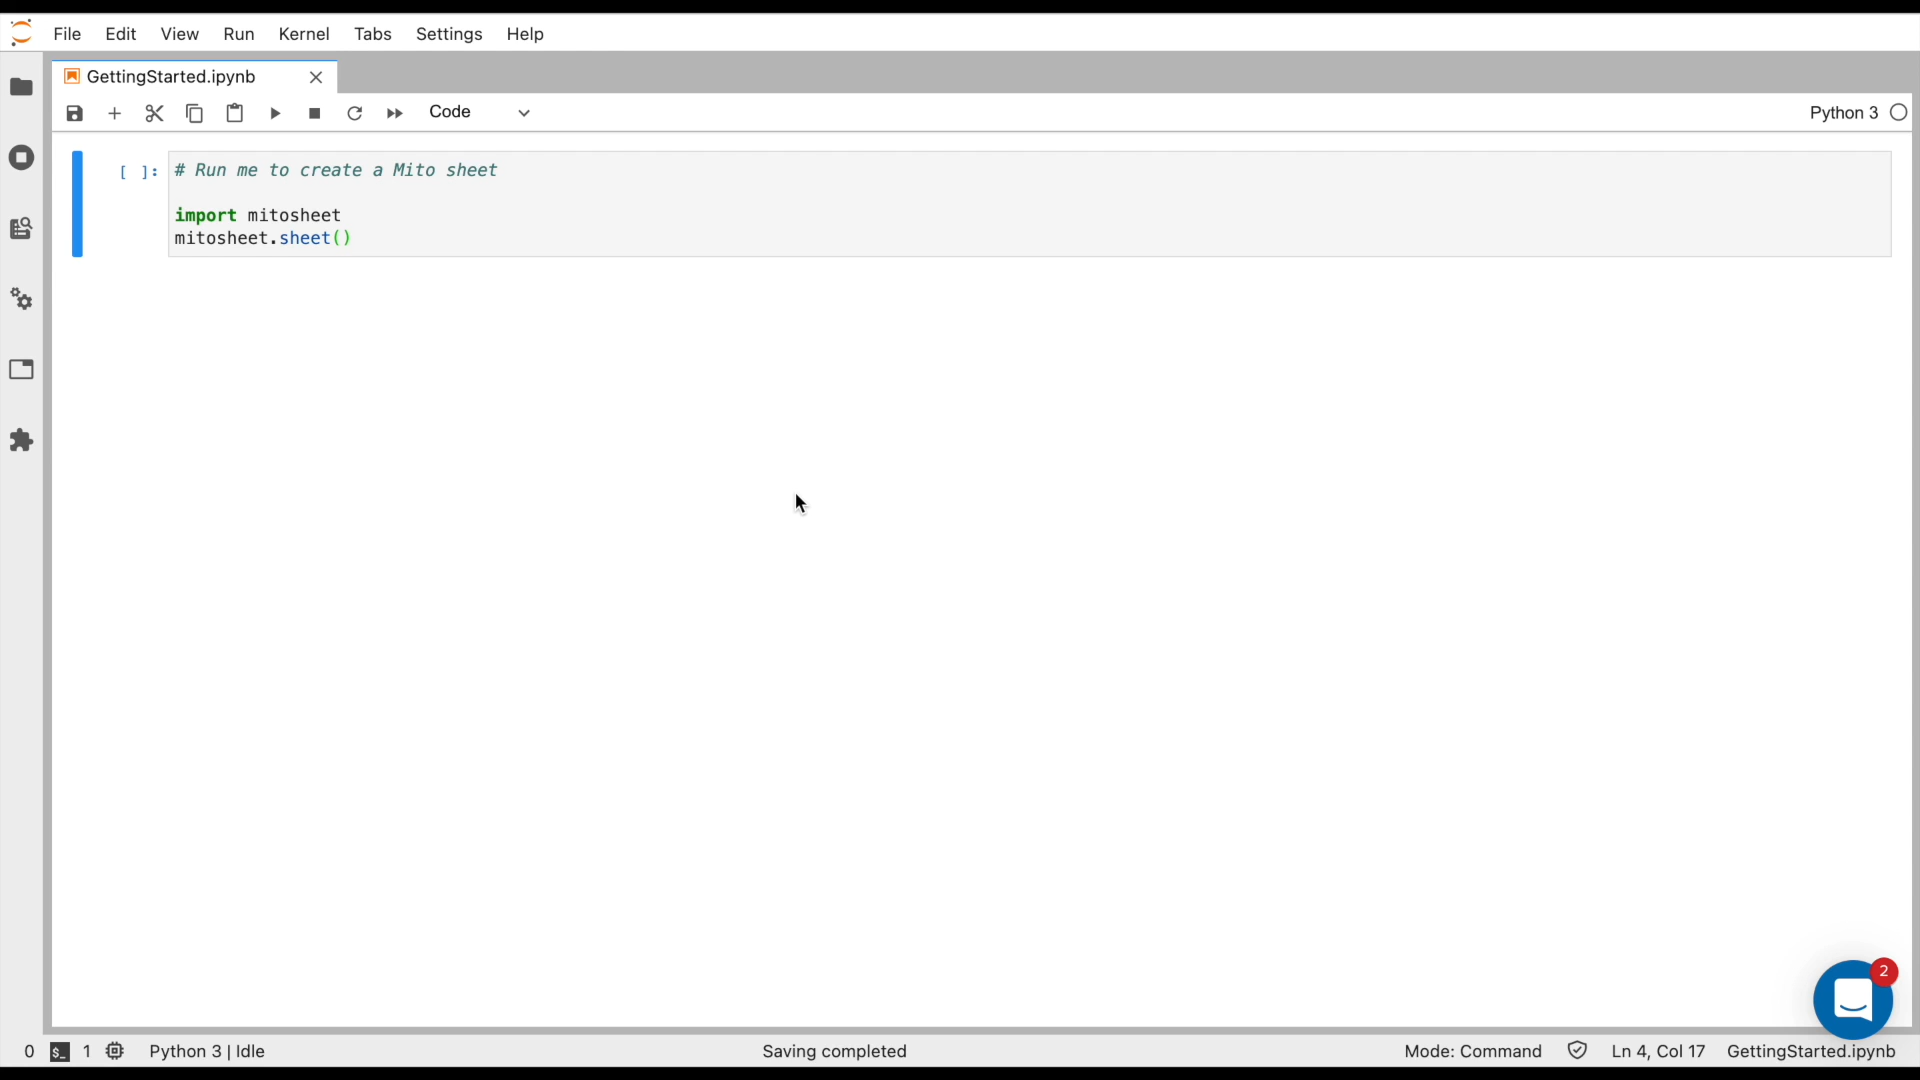 File Edit View Run Kernel Tabs Settings Help
GettingStarted.ipynb
Code
Python 3
[ ]:
# Run me to create a Mito sheet
import mitosheet
mitosheet.sheet()
2
0 $_ 1 Python 3 | Idle Saving completed Mode: Command Ln 4, Col 17 GettingStarted.ipynb